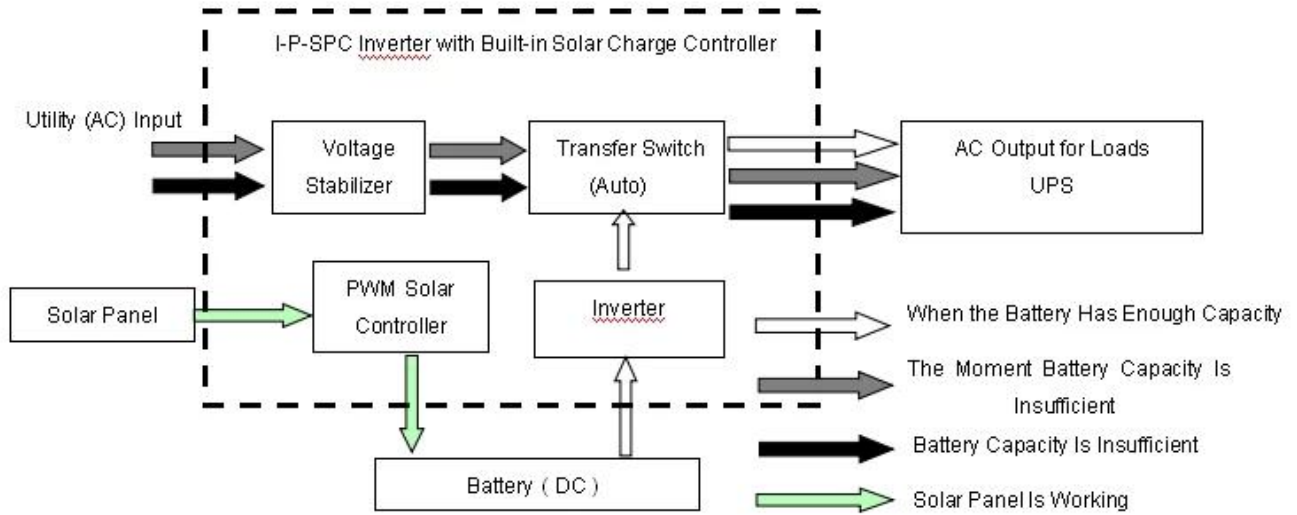 I-P-SPC Inverter with Built-in Solar Charge Controller
Utility (AC) Input
Voltage
Stabilizer
Transfer Switch
(Auto)
AC Output for Loads
UPS
Solar Panel
PWM Solar
Controller
Inverter
When the Battery Has Enough Capacity
The Moment Battery Capacity Is
Insufficient
Battery Capacity Is Insufficient
Battery ( DC )
Solar Panel Is Working